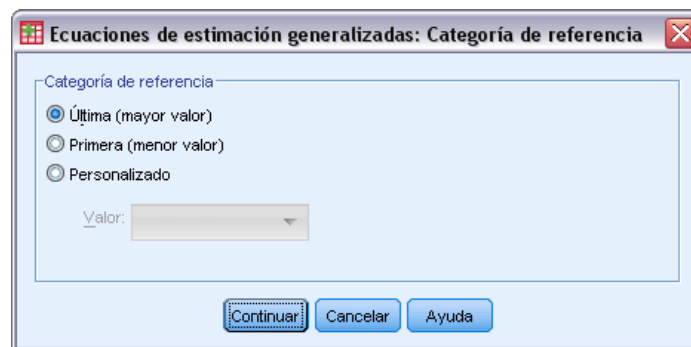 Ecuaciones de estimación generalizadas: Categoría de referencia
Categoría de referencia
Última (mayor valor)
Primera (menor valor)
Personalizado
Valor:
Continuar Cancelar Ayuda